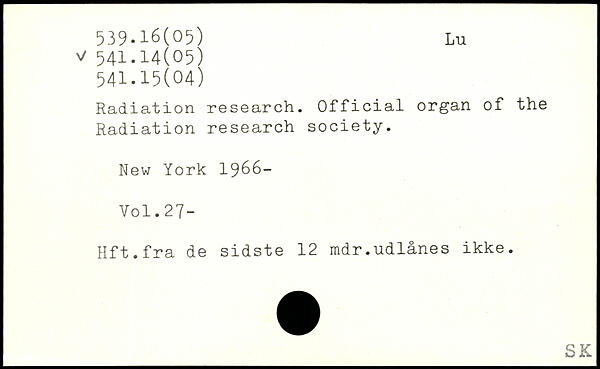 539.16(05) Lu
✓ 541.14(05)
541.15(04)
Radiation research. Official organ of the
Radiation research society.
New York 1966-
Vol.27-
Hft.fra de sidste 12 mdr.udlånes ikke.
SK